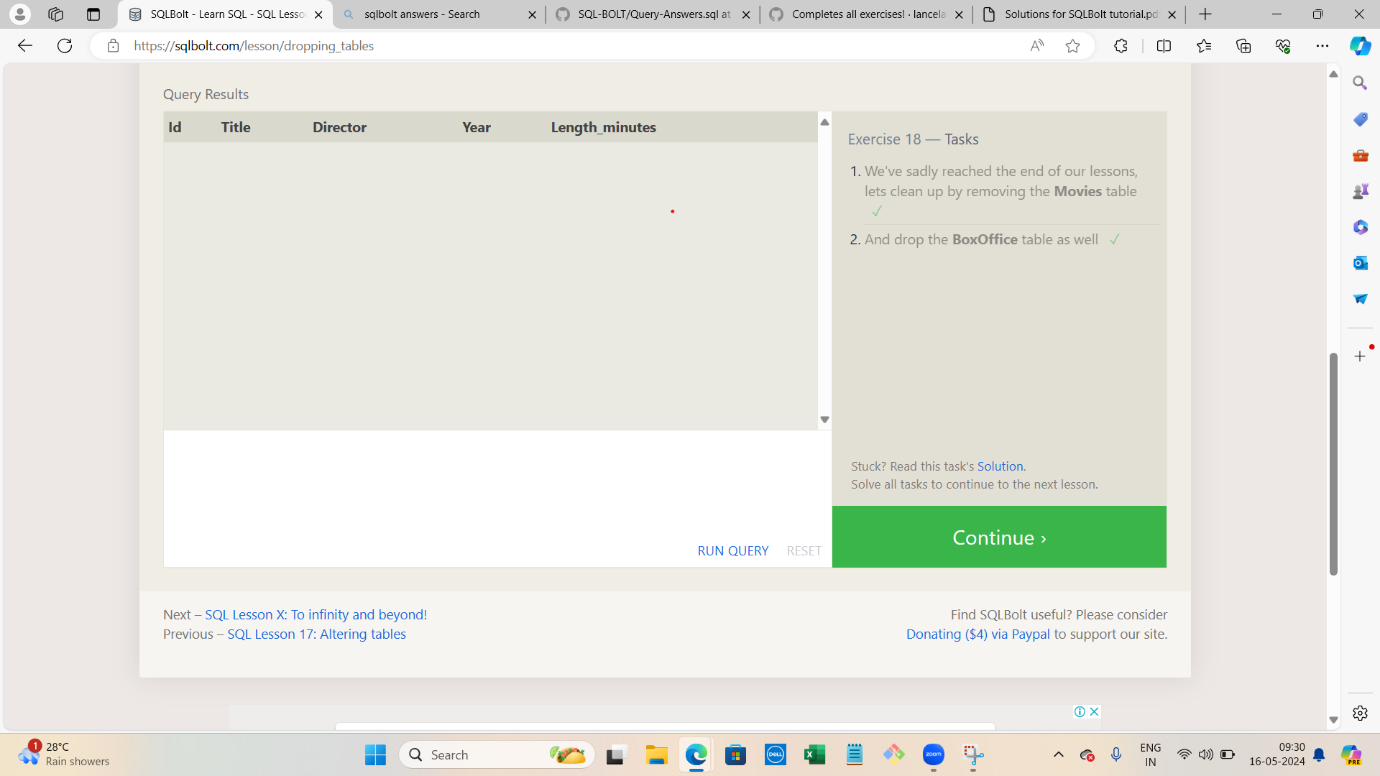 SQLBolt - Learn SQL - SQL Lesso
sqlbolt answers - Search
SQL-BOLT/Query-Answers.sql at
Completes all exercises! · lancela
Solutions for SQLBolt tutorial.pd
https://sqlbolt.com/lesson/dropping_tables
Query Results
Id Title Director Year Length_minutes
Exercise 18 — Tasks
1. We've sadly reached the end of our lessons,
lets clean up by removing the Movies table
✓
2. And drop the BoxOffice table as well ✓
Stuck? Read this task's Solution.
Solve all tasks to continue to the next lesson.
RUN QUERY RESET
Continue ›
Next – SQL Lesson X: To infinity and beyond!
Previous – SQL Lesson 17: Altering tables
Find SQLBolt useful? Please consider
Donating ($4) via Paypal to support our site.
1
28°C
Rain showers
Search
DELL
zoom
ENG
IN
09:30
16-05-2024
PRE